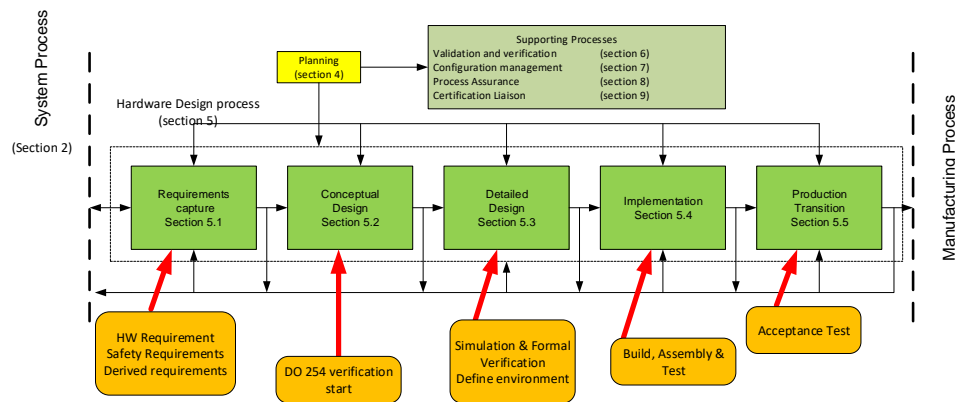 System Process
(Section 2)
Planning
(section 4)
Supporting Processes
Validation and verification (section 6)
Configuration management (section 7)
Process Assurance (section 8)
Certification Liaison (section 9)
Hardware Design process
(section 5)
Requirements
capture
Section 5.1
Conceptual
Design
Section 5.2
Detailed
Design
Section 5.3
Implementation
Section 5.4
Production
Transition
Section 5.5
Manufacturing Process
HW Requirement
Safety Requirements
Derived requirements
DO 254 verification
start
Simulation & Formal
Verification
Define environment
Build, Assembly &
Test
Acceptance Test